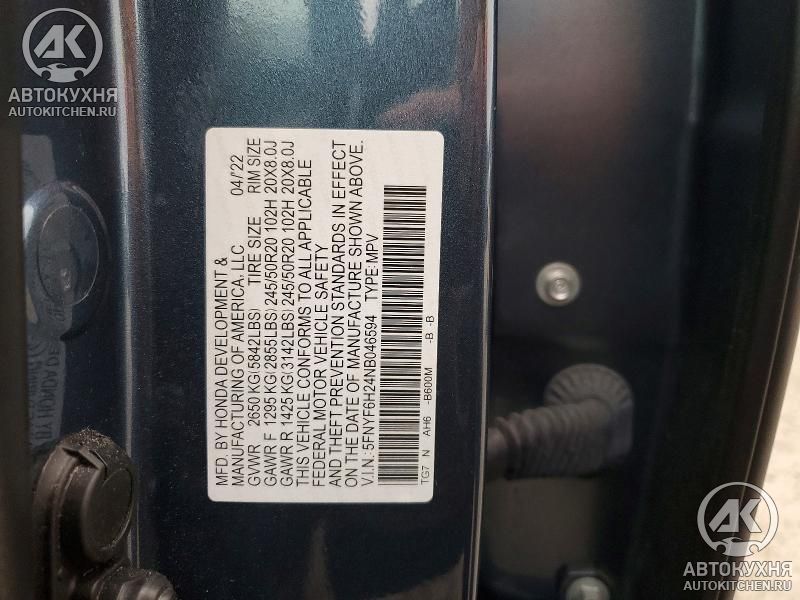 AK
АВТОКУХНЯ
AUTOKITCHEN.RU
MFD. BY HONDA DEVELOPMENT &
MANUFACTURING OF AMERICA, LLC 04/'22
GVWR 2650 KG(5842LBS) TIRE SIZE RIM SIZE
GAWR F 1295 KG(2855LBS) 245/50R20 102H 20X8.0J
GAWR R 1425 KG(3142LBS) 245/50R20 102H 20X8.0J
THIS VEHICLE CONFORMS TO ALL APPLICABLE
FEDERAL MOTOR VEHICLE SAFETY
AND THEFT PREVENTION STANDARDS IN EFFECT
ON THE DATE OF MANUFACTURE SHOWN ABOVE.
V.I.N.: 5FNYF6H24NB046594 TYPE:MPV
TG7 N AH6 -B600M -B -B
AK
АВТОКУХНЯ
AUTOKITCHEN.RU